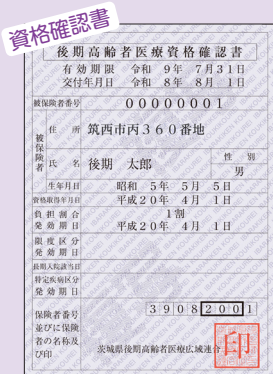 資格確認書
後期高齢者医療資格確認書
有効期限 令和 9年 7月31日
交付年月日 令和 8年 8月 1日
被保険者番号 00000001
被保険者
住所 筑西市丙360番地
氏名 後期 太郎
性別 男
生年月日 昭和 5年 5月 5日
資格取得年月日 平成20年 4月 1日
負担割合 1割
発効期日 平成20年 4月 1日
限度区分
発効期日
長期入院該当日
特定疾病区分
発効期日
保険者番号 39082001
並びに保険
者の名称及
び印
茨城県後期高齢者医療広域連合
印